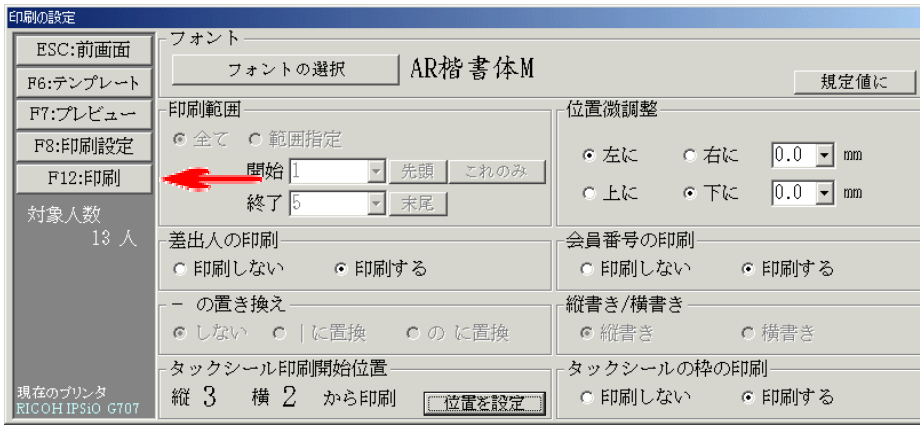 印刷の設定
ESC:前画面
F6:テンプレート
F7:プレビュー
F8:印刷設定
F12:印刷
対象人数
13 人
現在のプリンタ
RICOH IPSiO G707
フォント
フォントの選択 AR楷書体M
規定値に
印刷範囲
全て 範囲指定
開始 1 先頭 これのみ
終了 5 末尾
位置微調整
左に 右に 0.0 mm
上に 下に 0.0 mm
差出人の印刷
印刷しない 印刷する
会員番号の印刷
印刷しない 印刷する
− の置き換え
しない |に置換 の に置換
縦書き/横書き
縦書き 横書き
タックシール印刷開始位置
縦 3 横 2 から印刷 位置を設定
タックシールの枠の印刷
印刷しない 印刷する